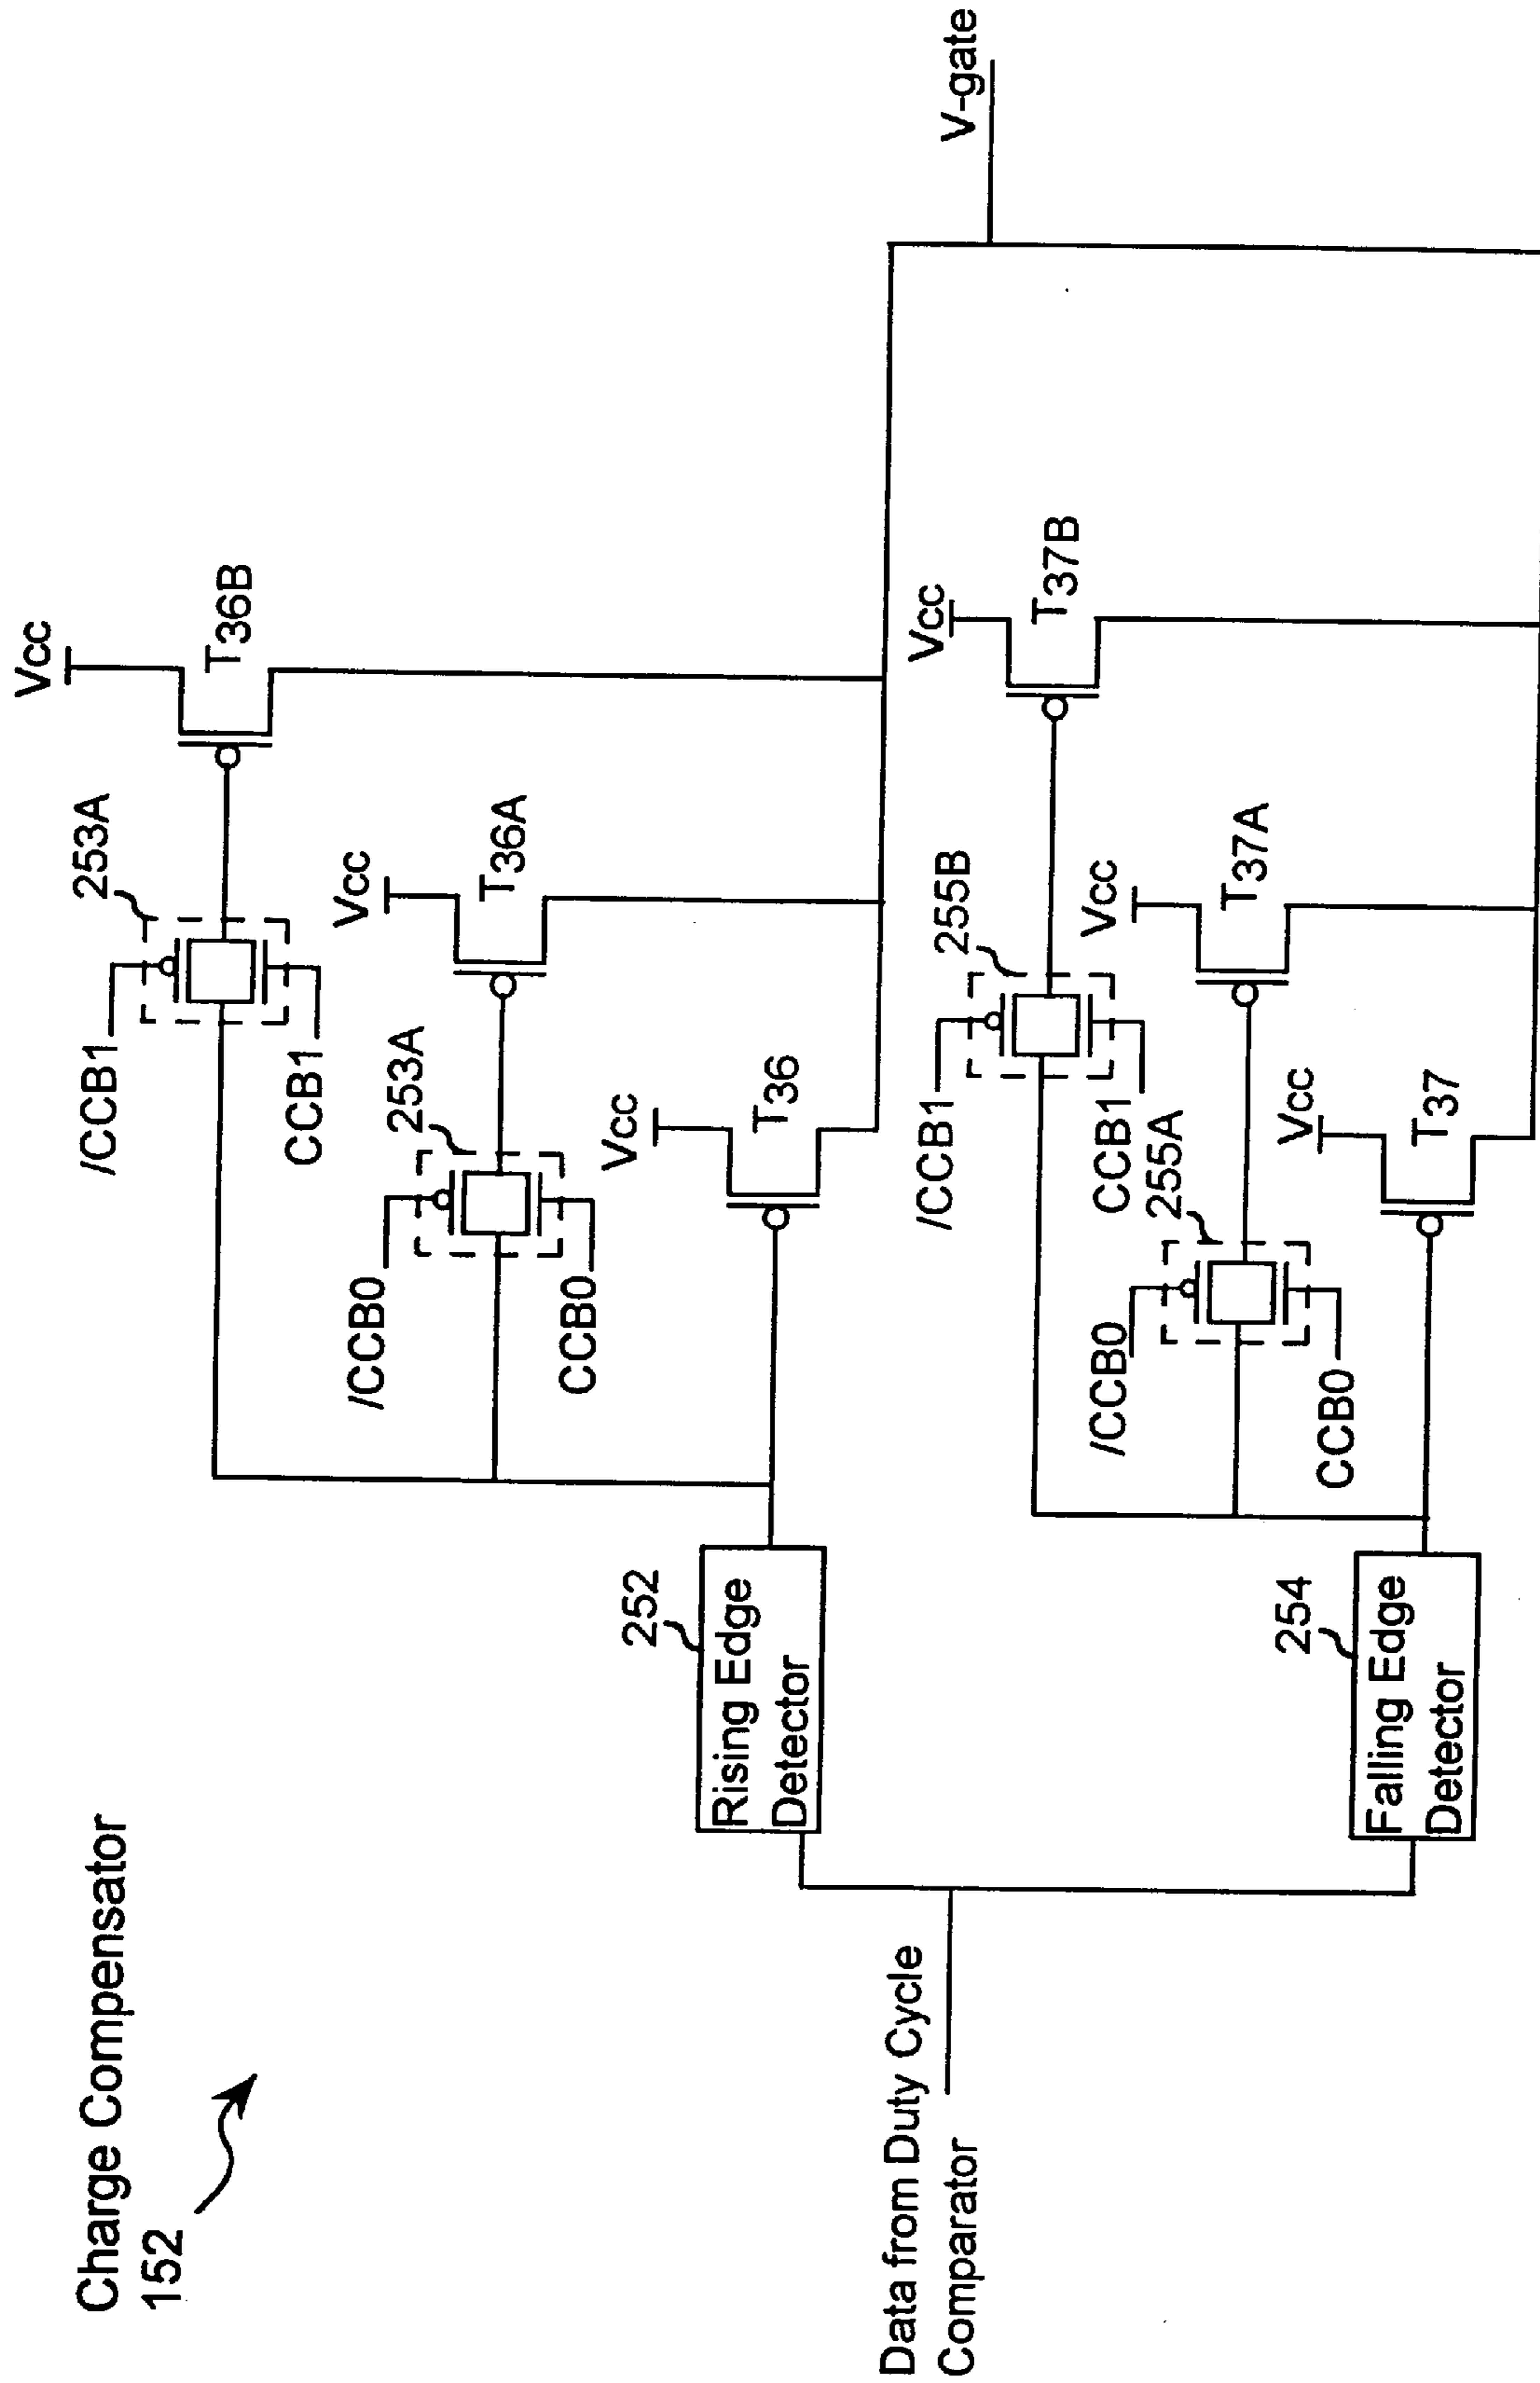 Charge Compensator
152
Vcc
253A
/CCB1
T36B
CCB1
Vcc
253A
/CCB0
T36A
CCB0
Vcc
252
T36
Rising Edge
Detector
Data from Duty Cycle
Comparator
V-gate
Vcc
255B
/CCB1
T37B
CCB1
Vcc
255A
/CCB0
T37A
CCB0
Vcc
254
T37
Falling Edge
Detector